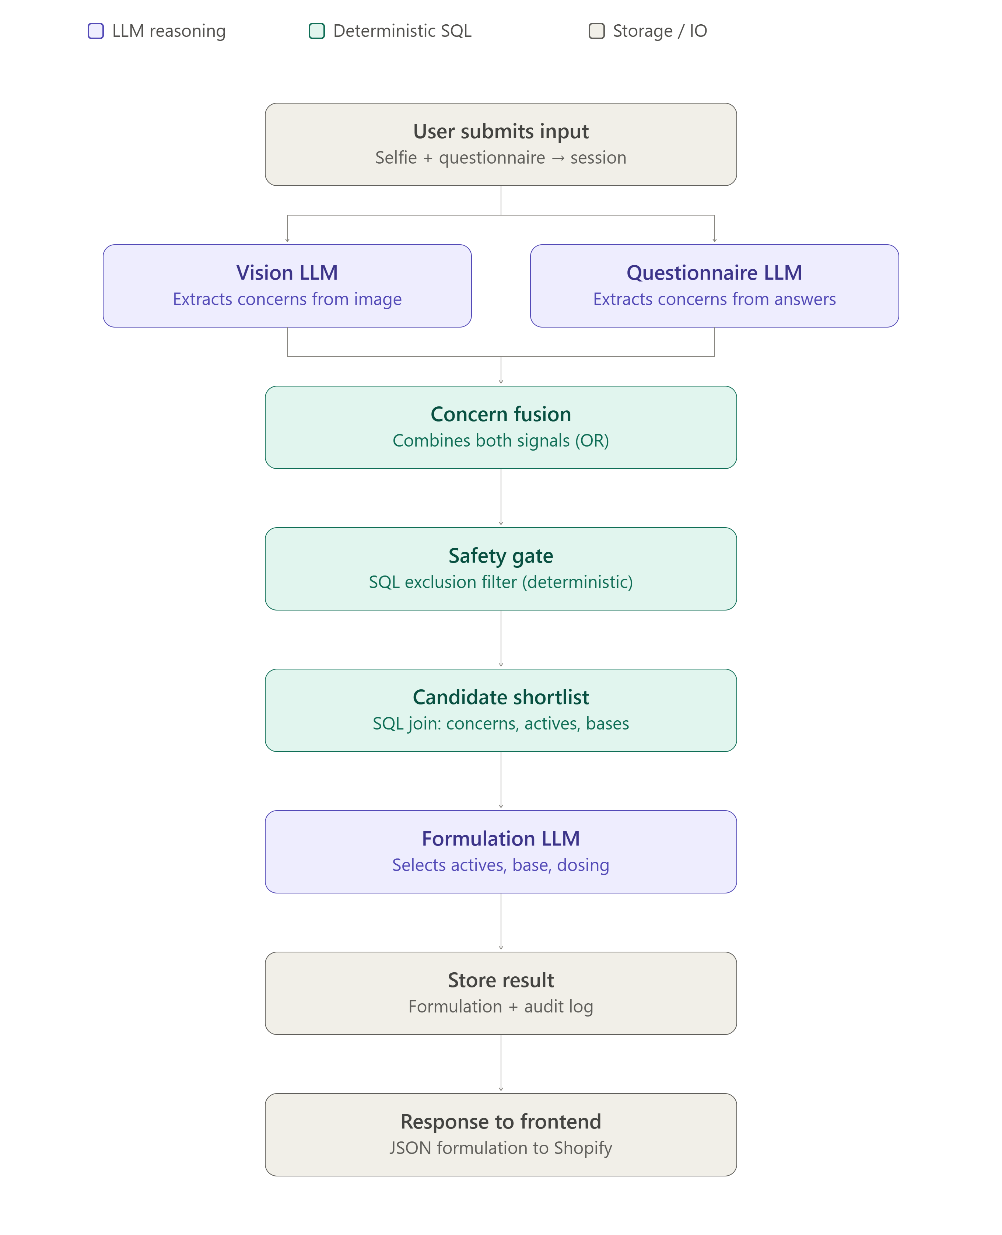 LLM reasoning
Deterministic SQL
Storage / IO
User submits input
Selfie + questionnaire → session
Vision LLM
Extracts concerns from image
Questionnaire LLM
Extracts concerns from answers
Concern fusion
Combines both signals (OR)
Safety gate
SQL exclusion filter (deterministic)
Candidate shortlist
SQL join: concerns, actives, bases
Formulation LLM
Selects actives, base, dosing
Store result
Formulation + audit log
Response to frontend
JSON formulation to Shopify